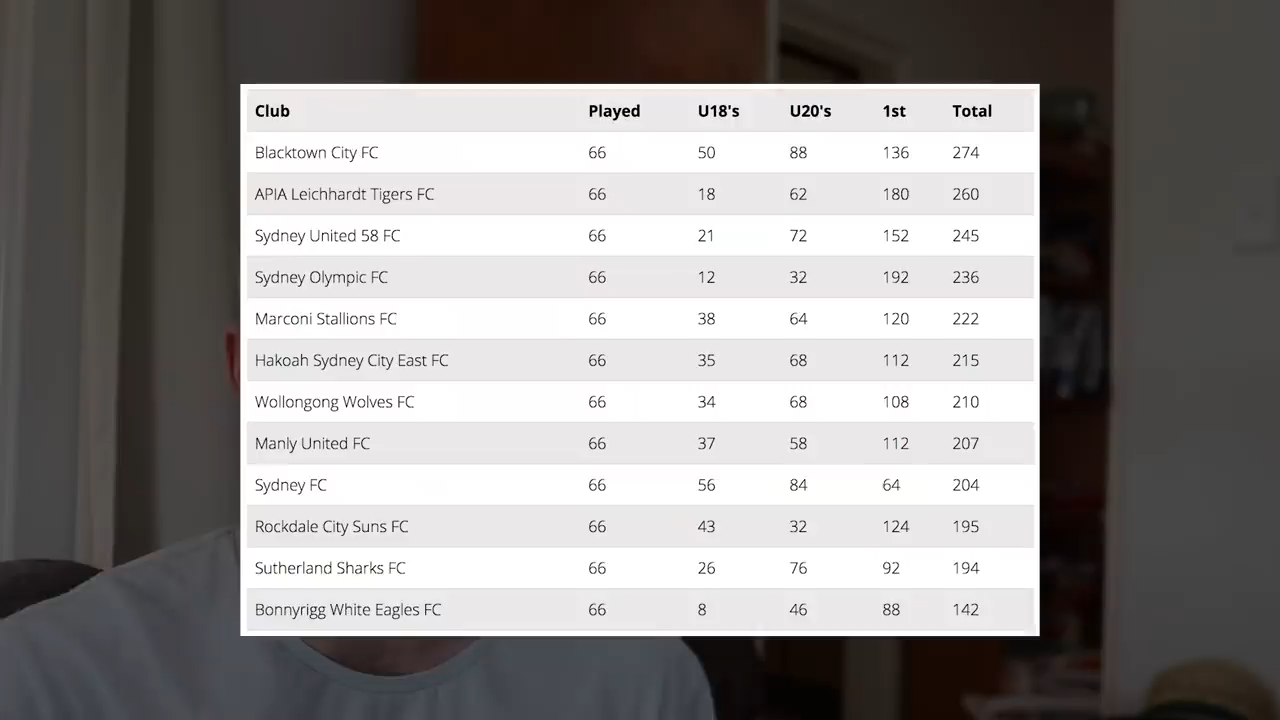 Club Played U18's U20's 1st Total
Blacktown City FC 66 50 88 136 274
APIA Leichhardt Tigers FC 66 18 62 180 260
Sydney United 58 FC 66 21 72 152 245
Sydney Olympic FC 66 12 32 192 236
Marconi Stallions FC 66 38 64 120 222
Hakoah Sydney City East FC 66 35 68 112 215
Wollongong Wolves FC 66 34 68 108 210
Manly United FC 66 37 58 112 207
Sydney FC 66 56 84 64 204
Rockdale City Suns FC 66 43 32 124 195
Sutherland Sharks FC 66 26 76 92 194
Bonnyrigg White Eagles FC 66 8 46 88 142